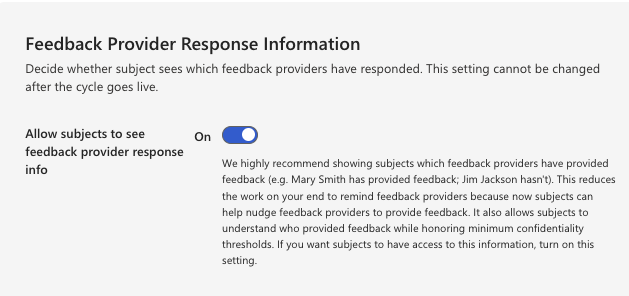 Feedback Provider Response Information
Decide whether subject sees which feedback providers have responded. This setting cannot be changed
after the cycle goes live.
Allow subjects to see
feedback provider response
info
On
We highly recommend showing subjects which feedback providers have provided
feedback (e.g. Mary Smith has provided feedback; Jim Jackson hasn't). This reduces
the work on your end to remind feedback providers because now subjects can
help nudge feedback providers to provide feedback. It also allows subjects to
understand who provided feedback while honoring minimum confidentiality
thresholds. If you want subjects to have access to this information, turn on this
setting.